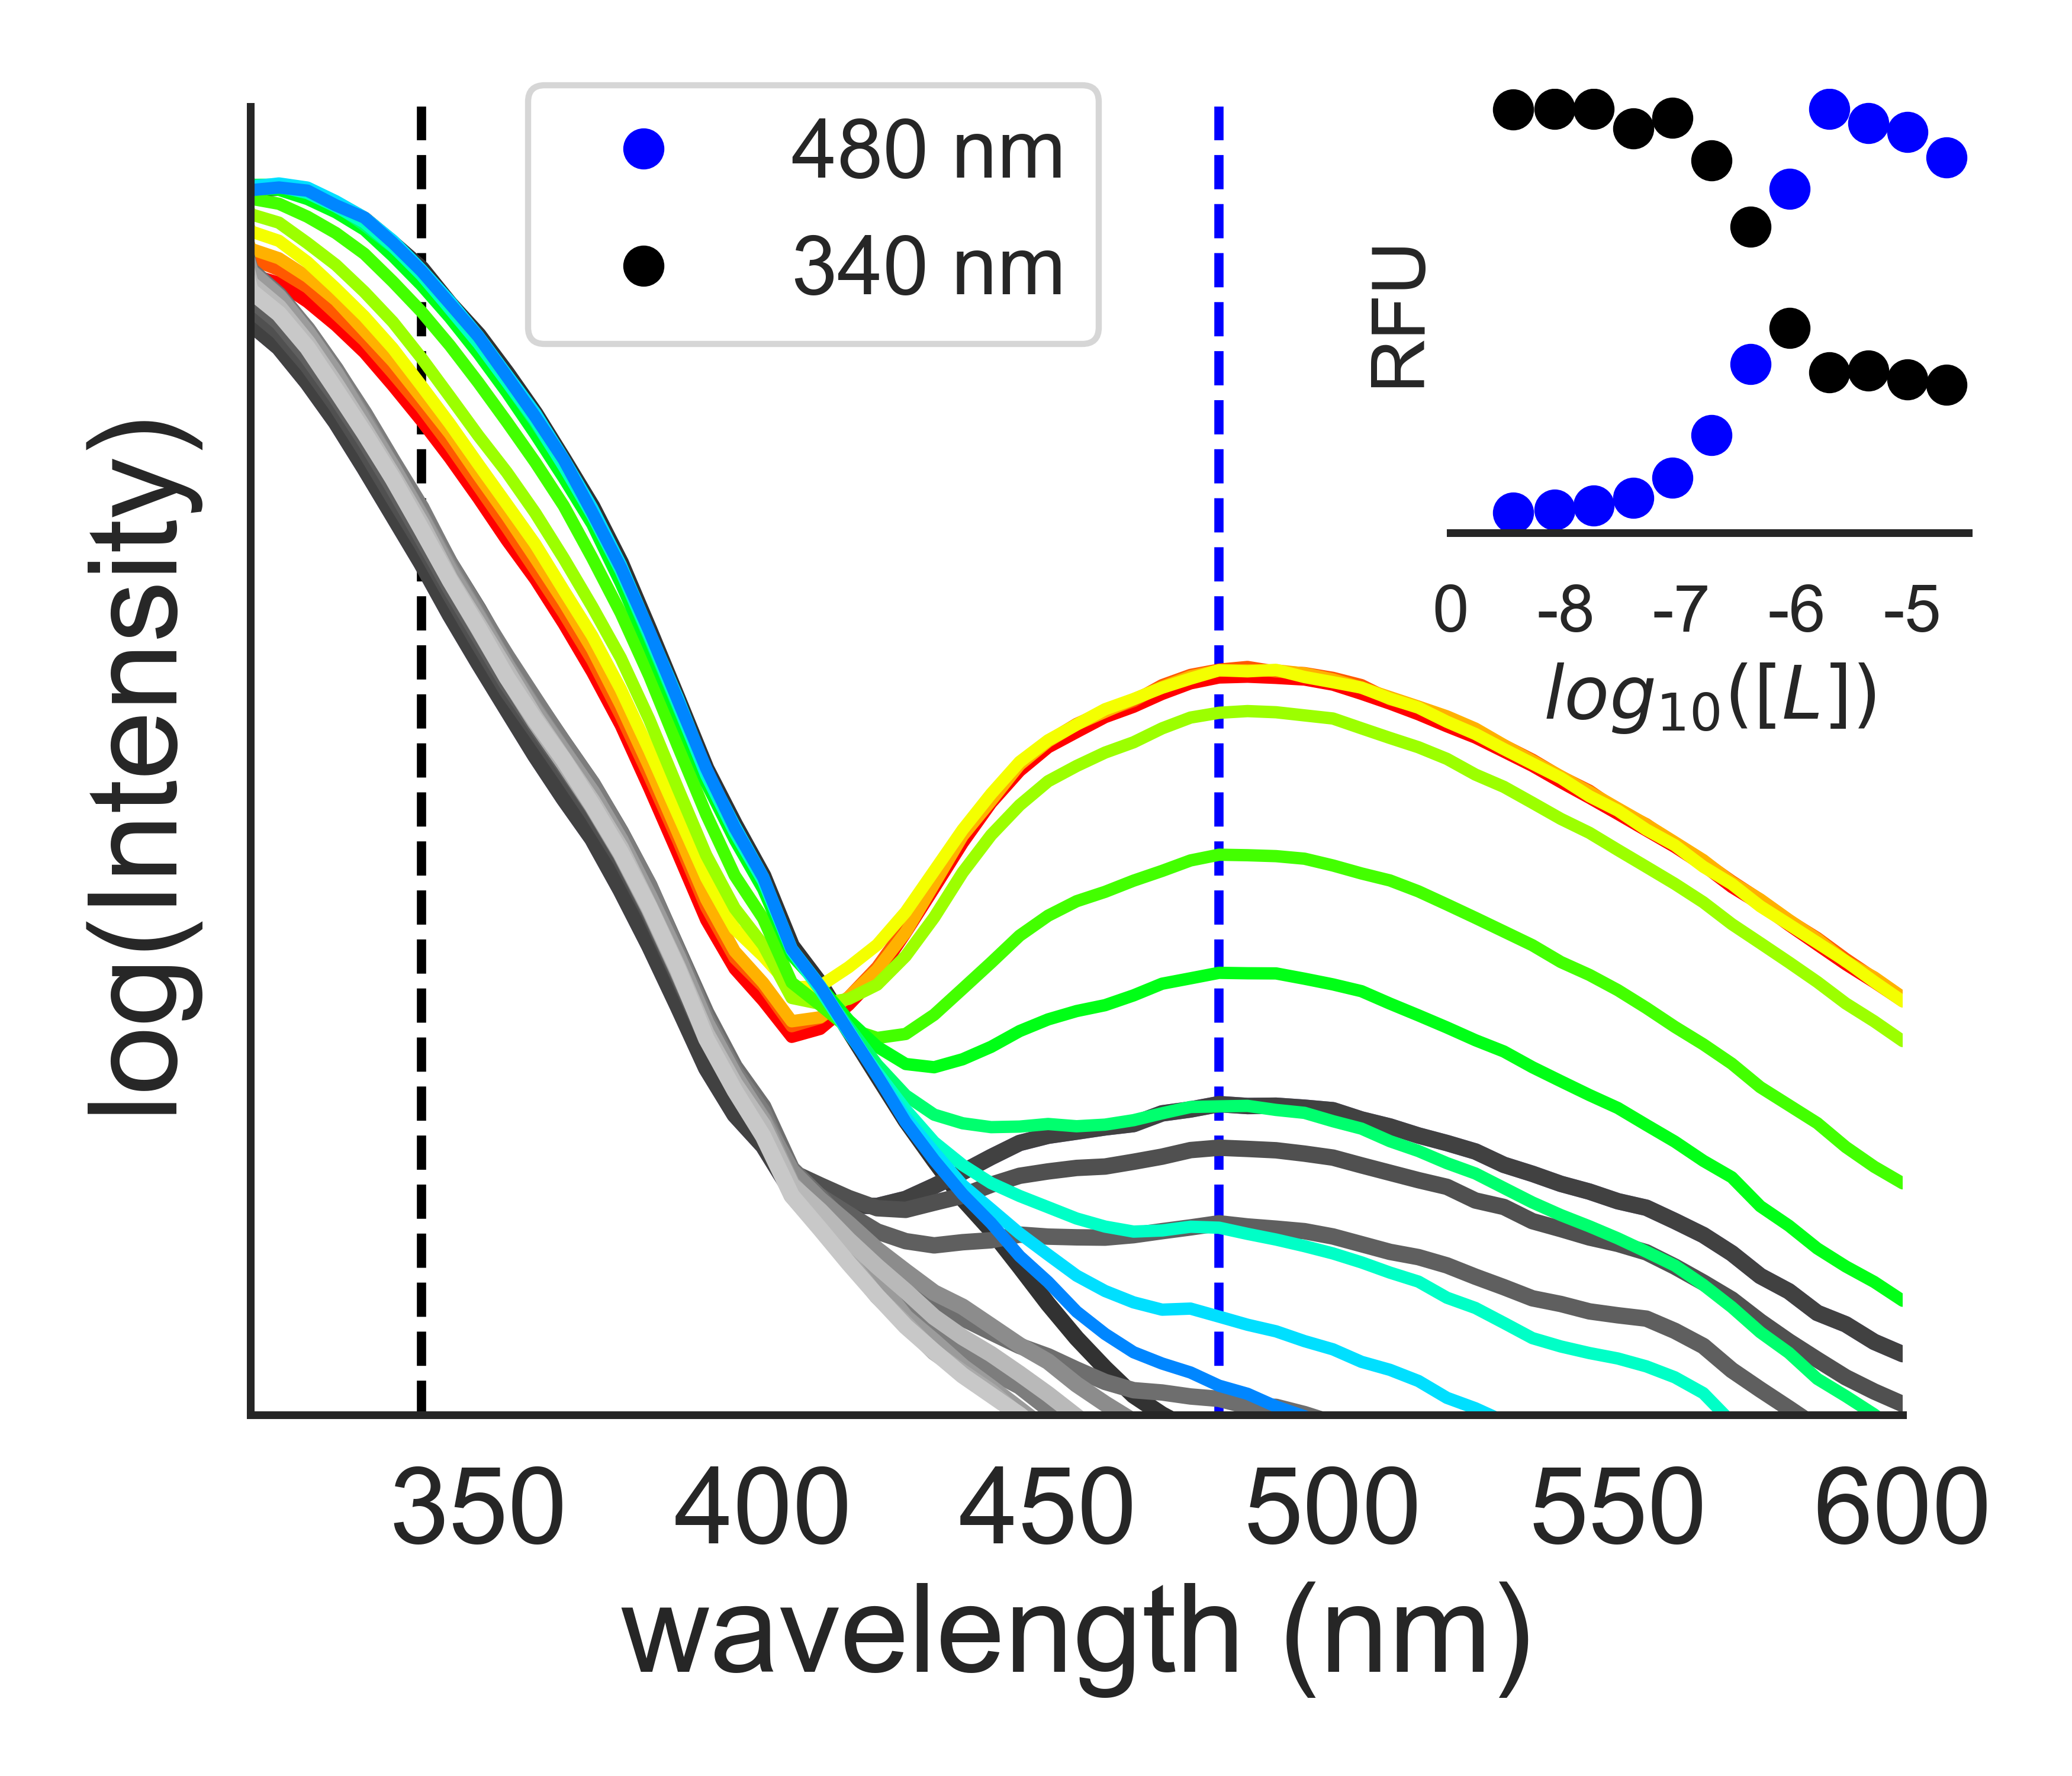 480 nm
340 nm
RFU
0 -8 -7 -6 -5
log10([L])
log(Intensity)
350 400 450 500 550 600
wavelength (nm)